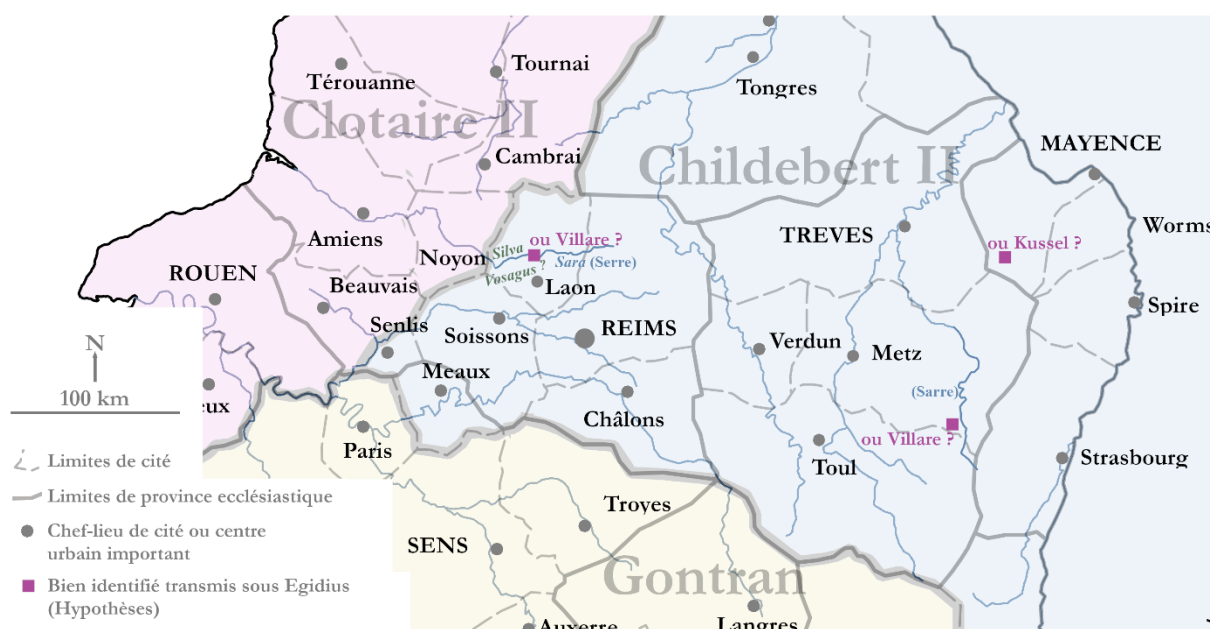 Tournai
Térouanne
Tongres
Clotaire II
Cambrai
Childebert II
MAYENCE
Amiens
Noyon
Silva
ou Villare ?
TREVES
Worms
ROUEN
Vosagus ?
Sara (Serre)
ou Kussel ?
Beauvais
Laon
Spire
Senlis
Soissons
REIMS
Verdun
Metz
N
Meaux
100 km
eux
Châlons
(Sarre)
Paris
ou Villare ?
Toul
Strasbourg
Limites de cité
Limites de province ecclésiastique
Troyes
Chef-lieu de cité ou centre
urbain important
SENS
Gontran
Bien identifié transmis sous Egidius
(Hypothèses)
Auxerre
Langres